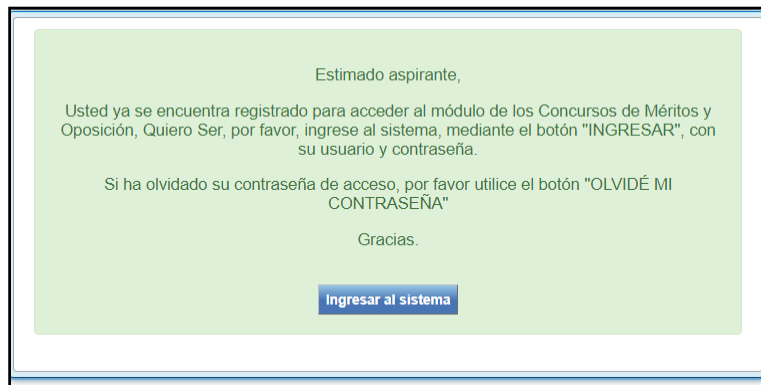 Estimado aspirante,
Usted ya se encuentra registrado para acceder al módulo de los Concursos de Méritos y
Oposición, Quiero Ser, por favor, ingrese al sistema, mediante el botón "INGRESAR", con
su usuario y contraseña.
Si ha olvidado su contraseña de acceso, por favor utilice el botón "OLVIDÉ MI
CONTRASEÑA"
Gracias.
Ingresar al sistema